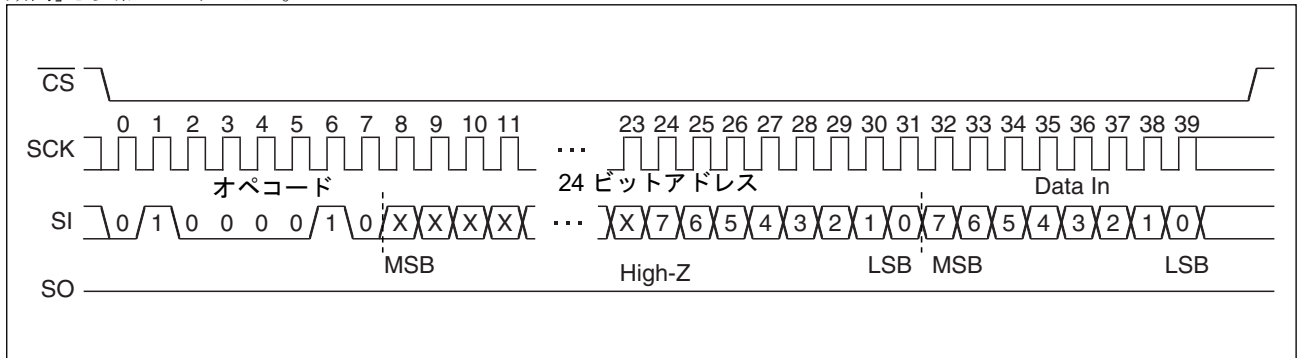 CS
0 1 2 3 4 5 6 7 8 9 10 11 23 24 25 26 27 28 29 30 31 32 33 34 35 36 37 38 39
SCK ···
オペコード 24 ビットアドレス Data In
SI 0 1 0 0 0 0 1 0 X X X X ··· X 7 6 5 4 3 2 1 0 7 6 5 4 3 2 1 0
MSB High-Z LSB MSB LSB
SO